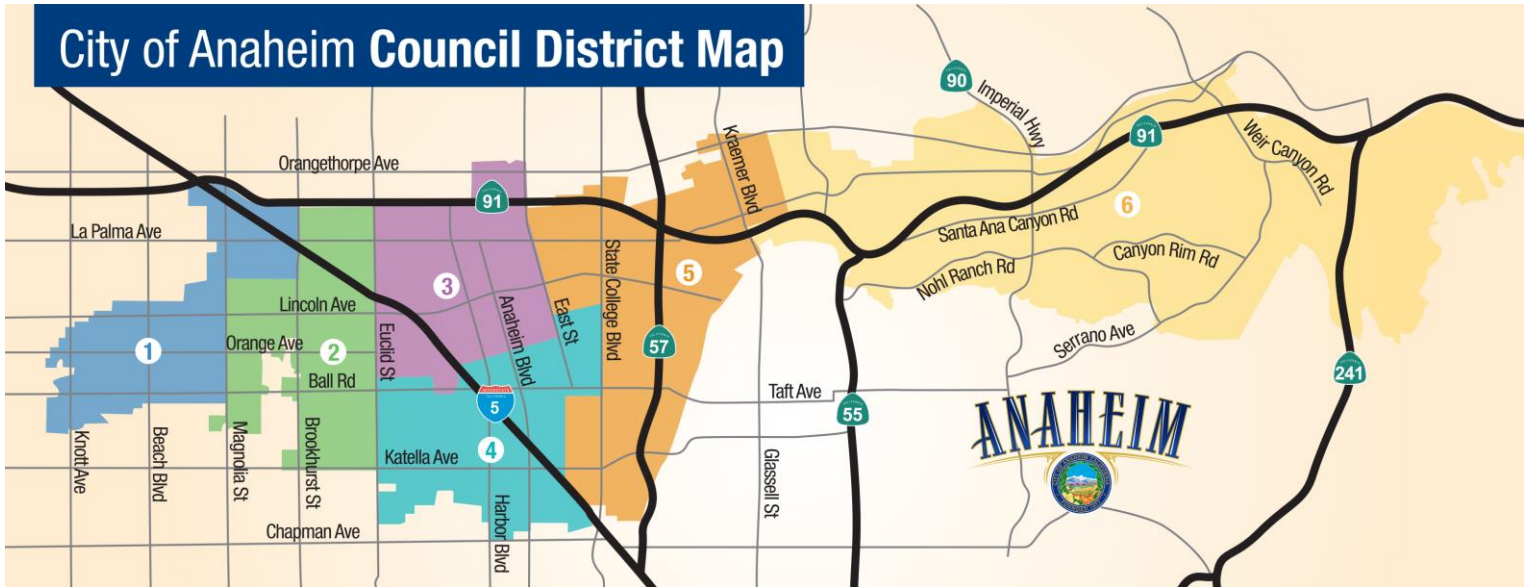 City of Anaheim Council District Map
90
Imperial Hwy
91
Weir Canyon Rd
Kraemer Blvd
Orangethorpe Ave
91
6
La Palma Ave
Santa Ana Canyon Rd
State College Blvd
5
3
Canyon Rim Rd
Nohl Ranch Rd
Lincoln Ave
Anaheim Blvd
East St
Euclid St
1
Orange Ave
2
57
Serrano Ave
Ball Rd
241
Taft Ave
5
55
ANAHEIM
Knott Ave
Beach Blvd
Magnolia St
Brookhurst St
Katella Ave
4
Harbor Blvd
Glassell St
Chapman Ave